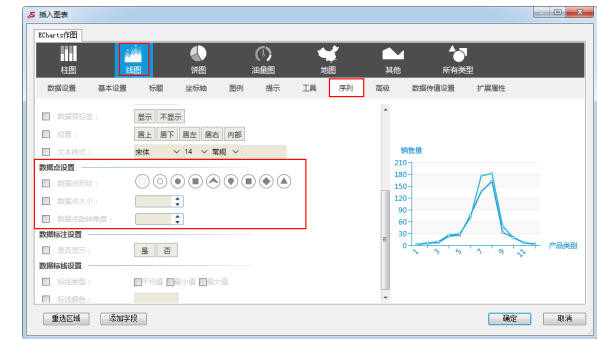 插入图表
ECharts作图
柱图 线图 饼图 油量图 地图 其他 所有类型
数据设置 基本设置 标题 坐标轴 图例 提示 工具 序列 高级 数据传值设置 扩展属性
数据项标签： 显示 不显示
位置： 居上 居下 居左 居右 内部
文本样式： 宋体 14 常规
数据点设置
数据点形状：
数据点大小：
数据点旋转角度：
数据标注设置
是否显示： 是 否
数据标线设置
标线类型： 平均值 最小值 最大值
标线颜色：
销售量
210
180
150
120
90
60
30
0
1 3 5 7 9 11
产品类别
重选区域 添加字段 确定 取消